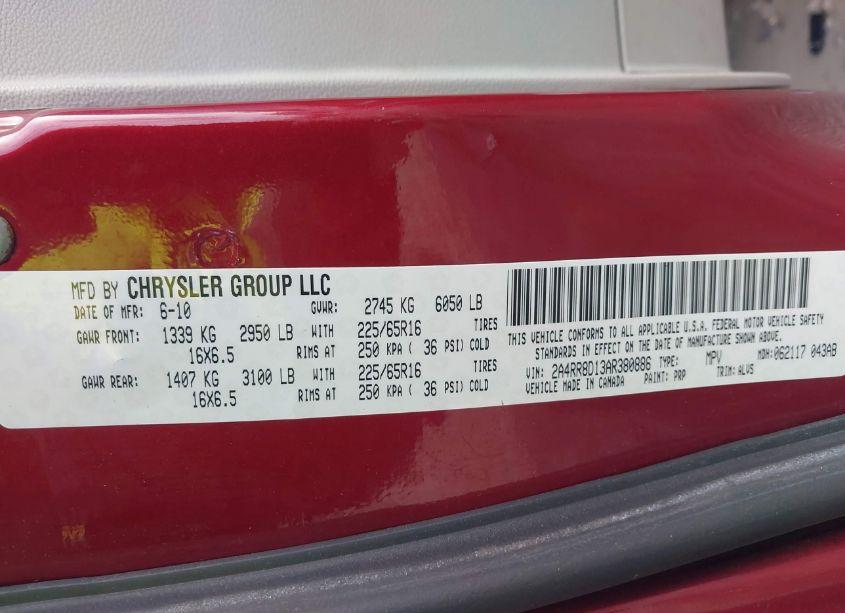 MFD BY CHRYSLER GROUP LLC
DATE OF MFR: 6-10 GVWR: 2745 KG 6050 LB
GAWR FRONT: 1339 KG 2950 LB WITH 225/65R16 TIRES
16X6.5 RIMS AT 250 KPA ( 36 PSI) COLD
GAWR REAR: 1407 KG 3100 LB WITH 225/65R16 TIRES
16X6.5 RIMS AT 250 KPA ( 36 PSI) COLD
THIS VEHICLE CONFORMS TO ALL APPLICABLE U.S.A. FEDERAL MOTOR VEHICLE SAFETY
STANDARDS IN EFFECT ON THE DATE OF MANUFACTURE SHOWN ABOVE.
VIN: 2A4RR8D13AR380886 TYPE: MPV MDH: 062117 043AB
VEHICLE MADE IN CANADA PAINT: PRP TRIM: ALVS